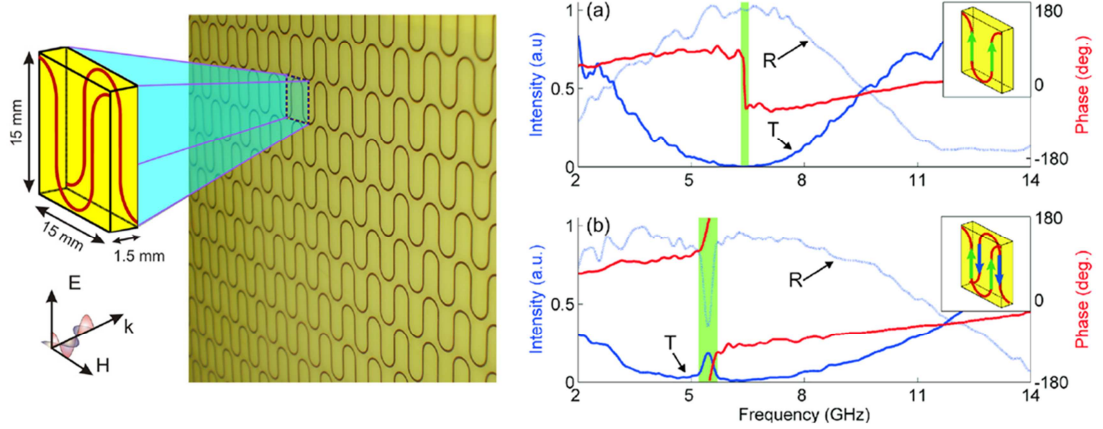 15 mm
15 mm
1.5 mm
E
k
H
(a)
Intensity (a.u)
1
0.5
0
R
T
180
0
-180
Phase (deg.)
2
5
8
11
14
(b)
Intensity (a.u.)
1
0.5
0
R
T
180
0
-180
Phase (deg.)
2
5
8
11
14
Frequency (GHz)